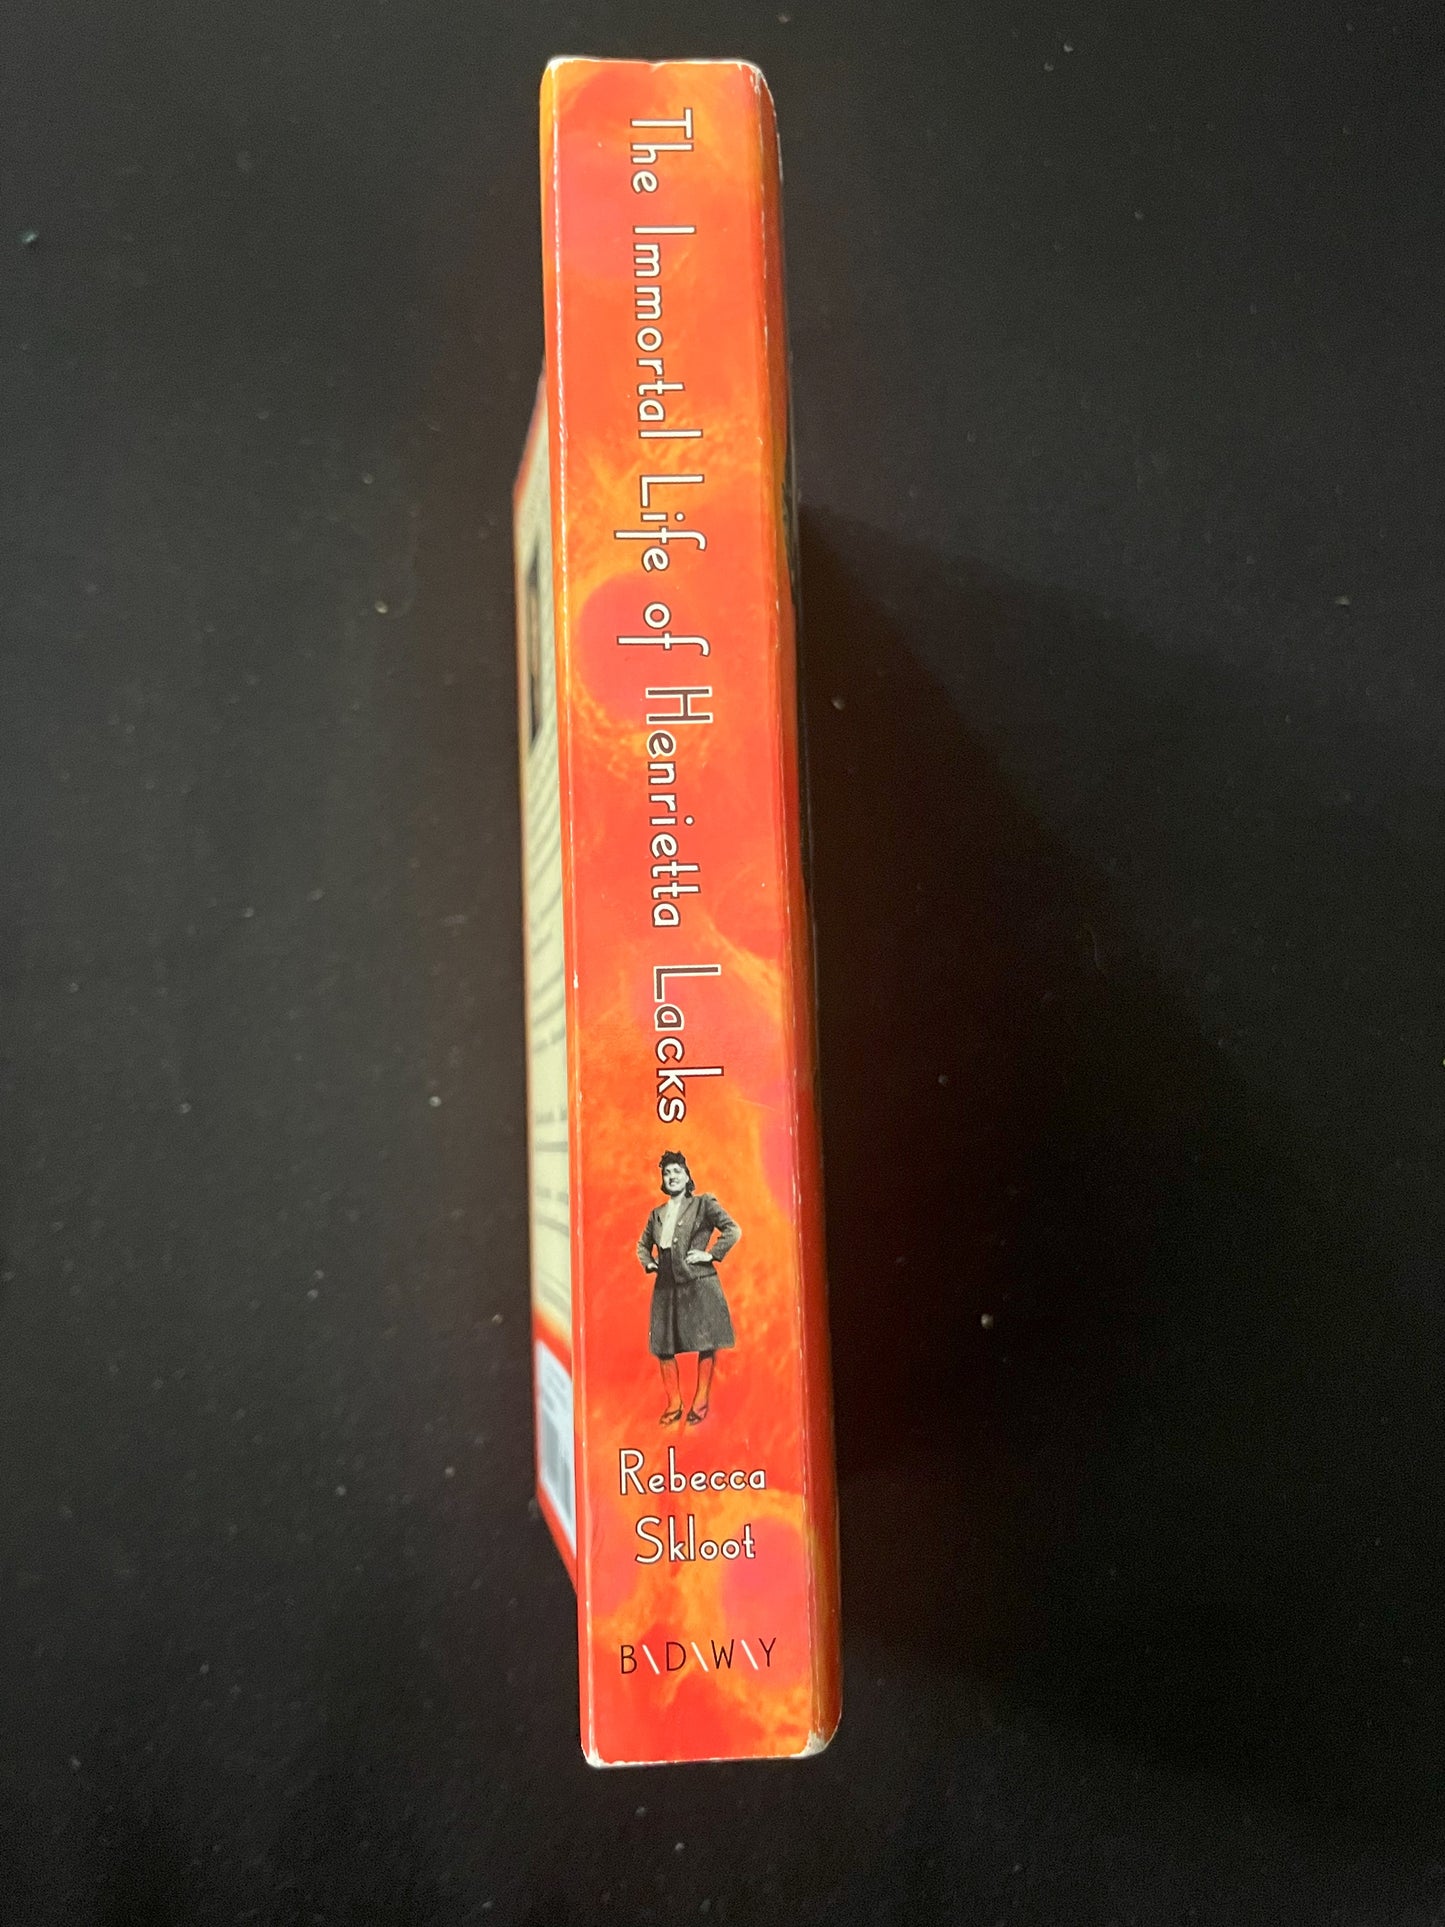 The Immortal Life of Henrietta Lacks
Rebecca
Skloot
B\D\W\Y